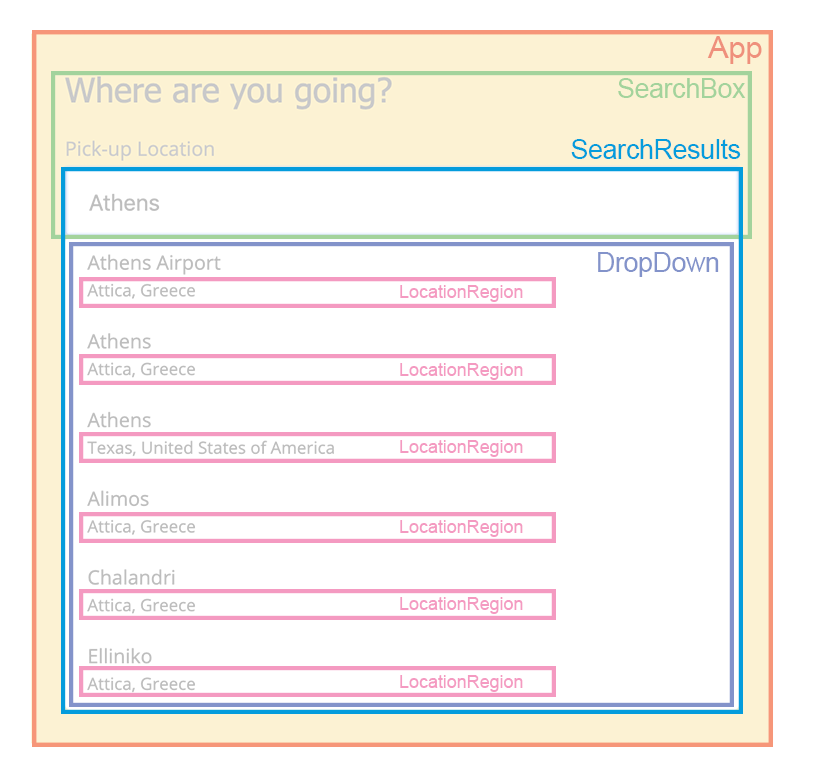 App
Where are you going?
SearchBox
Pick-up Location
SearchResults
Athens
Athens Airport
DropDown
Attica, Greece
LocationRegion
Athens
Attica, Greece
LocationRegion
Athens
Texas, United States of America
LocationRegion
Alimos
Attica, Greece
LocationRegion
Chalandri
Attica, Greece
LocationRegion
Elliniko
Attica, Greece
LocationRegion